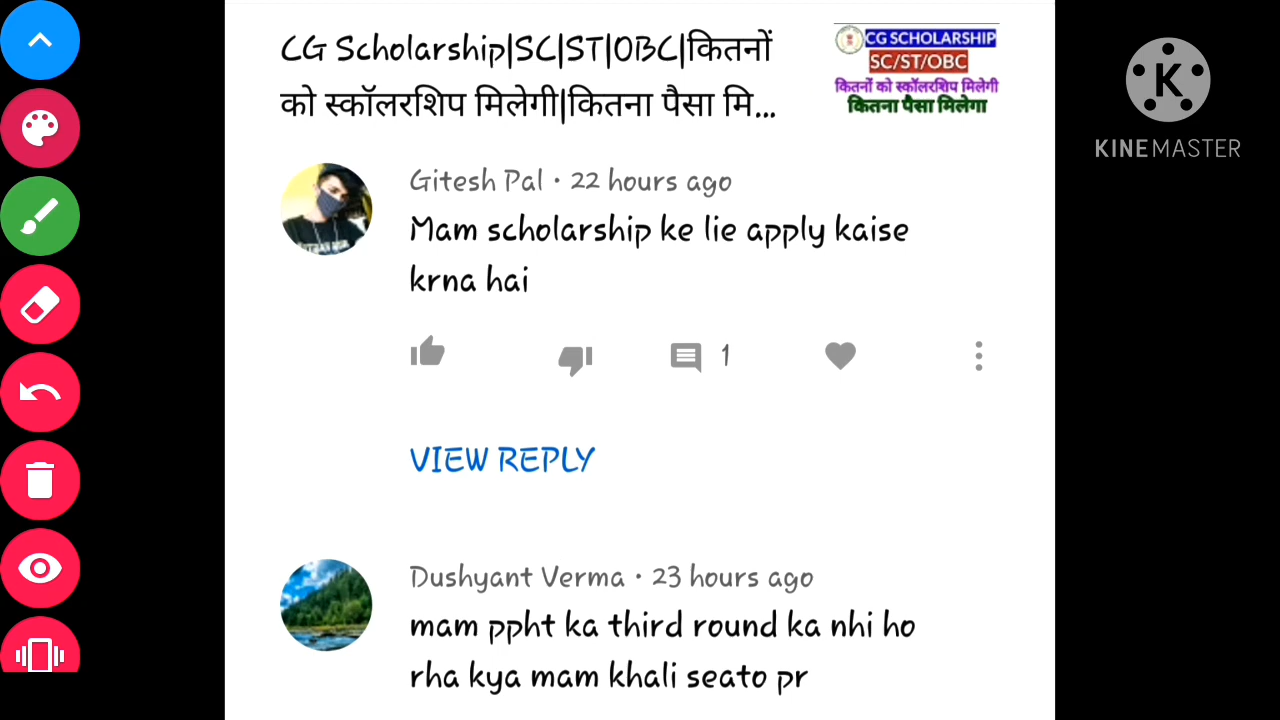 CG Scholarship|SC|ST|OBC|कितनों
को स्कॉलरशिप मिलेगी|कितना पैसा मि...
CG SCHOLARSHIP
SC/ST/OBC
कितनों को स्कॉलरशिप मिलेगी
कितना पैसा मिलेगा
K
KINEMASTER
Gitesh Pal · 22 hours ago
Mam scholarship ke lie apply kaise
krna hai
1
VIEW REPLY
Dushyant Verma · 23 hours ago
mam ppht ka third round ka nhi ho
rha kya mam khali seato pr